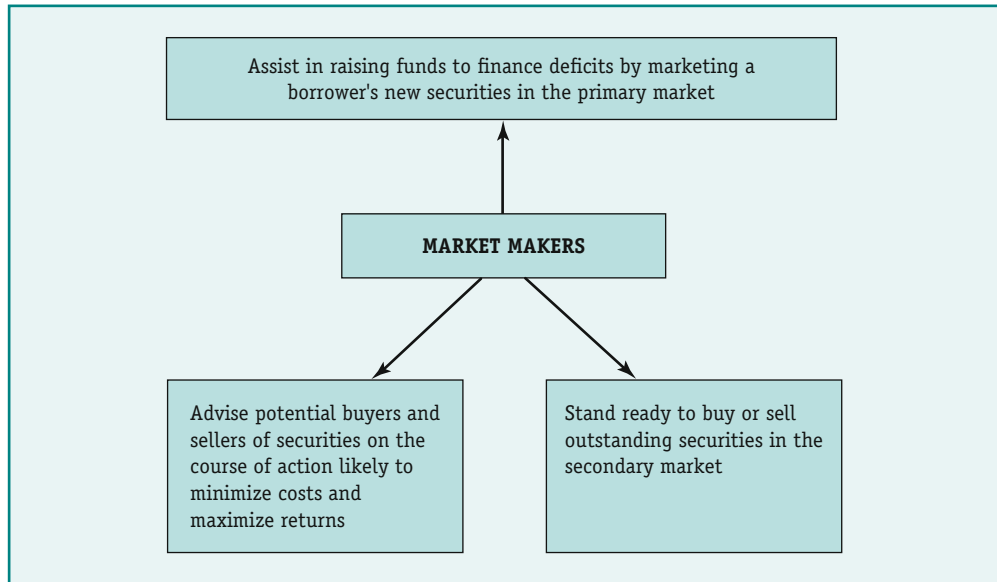 Assist in raising funds to finance deficits by marketing a
borrower's new securities in the primary market
MARKET MAKERS
Advise potential buyers and
sellers of securities on the
course of action likely to
minimize costs and
maximize returns
Stand ready to buy or sell
outstanding securities in the
secondary market